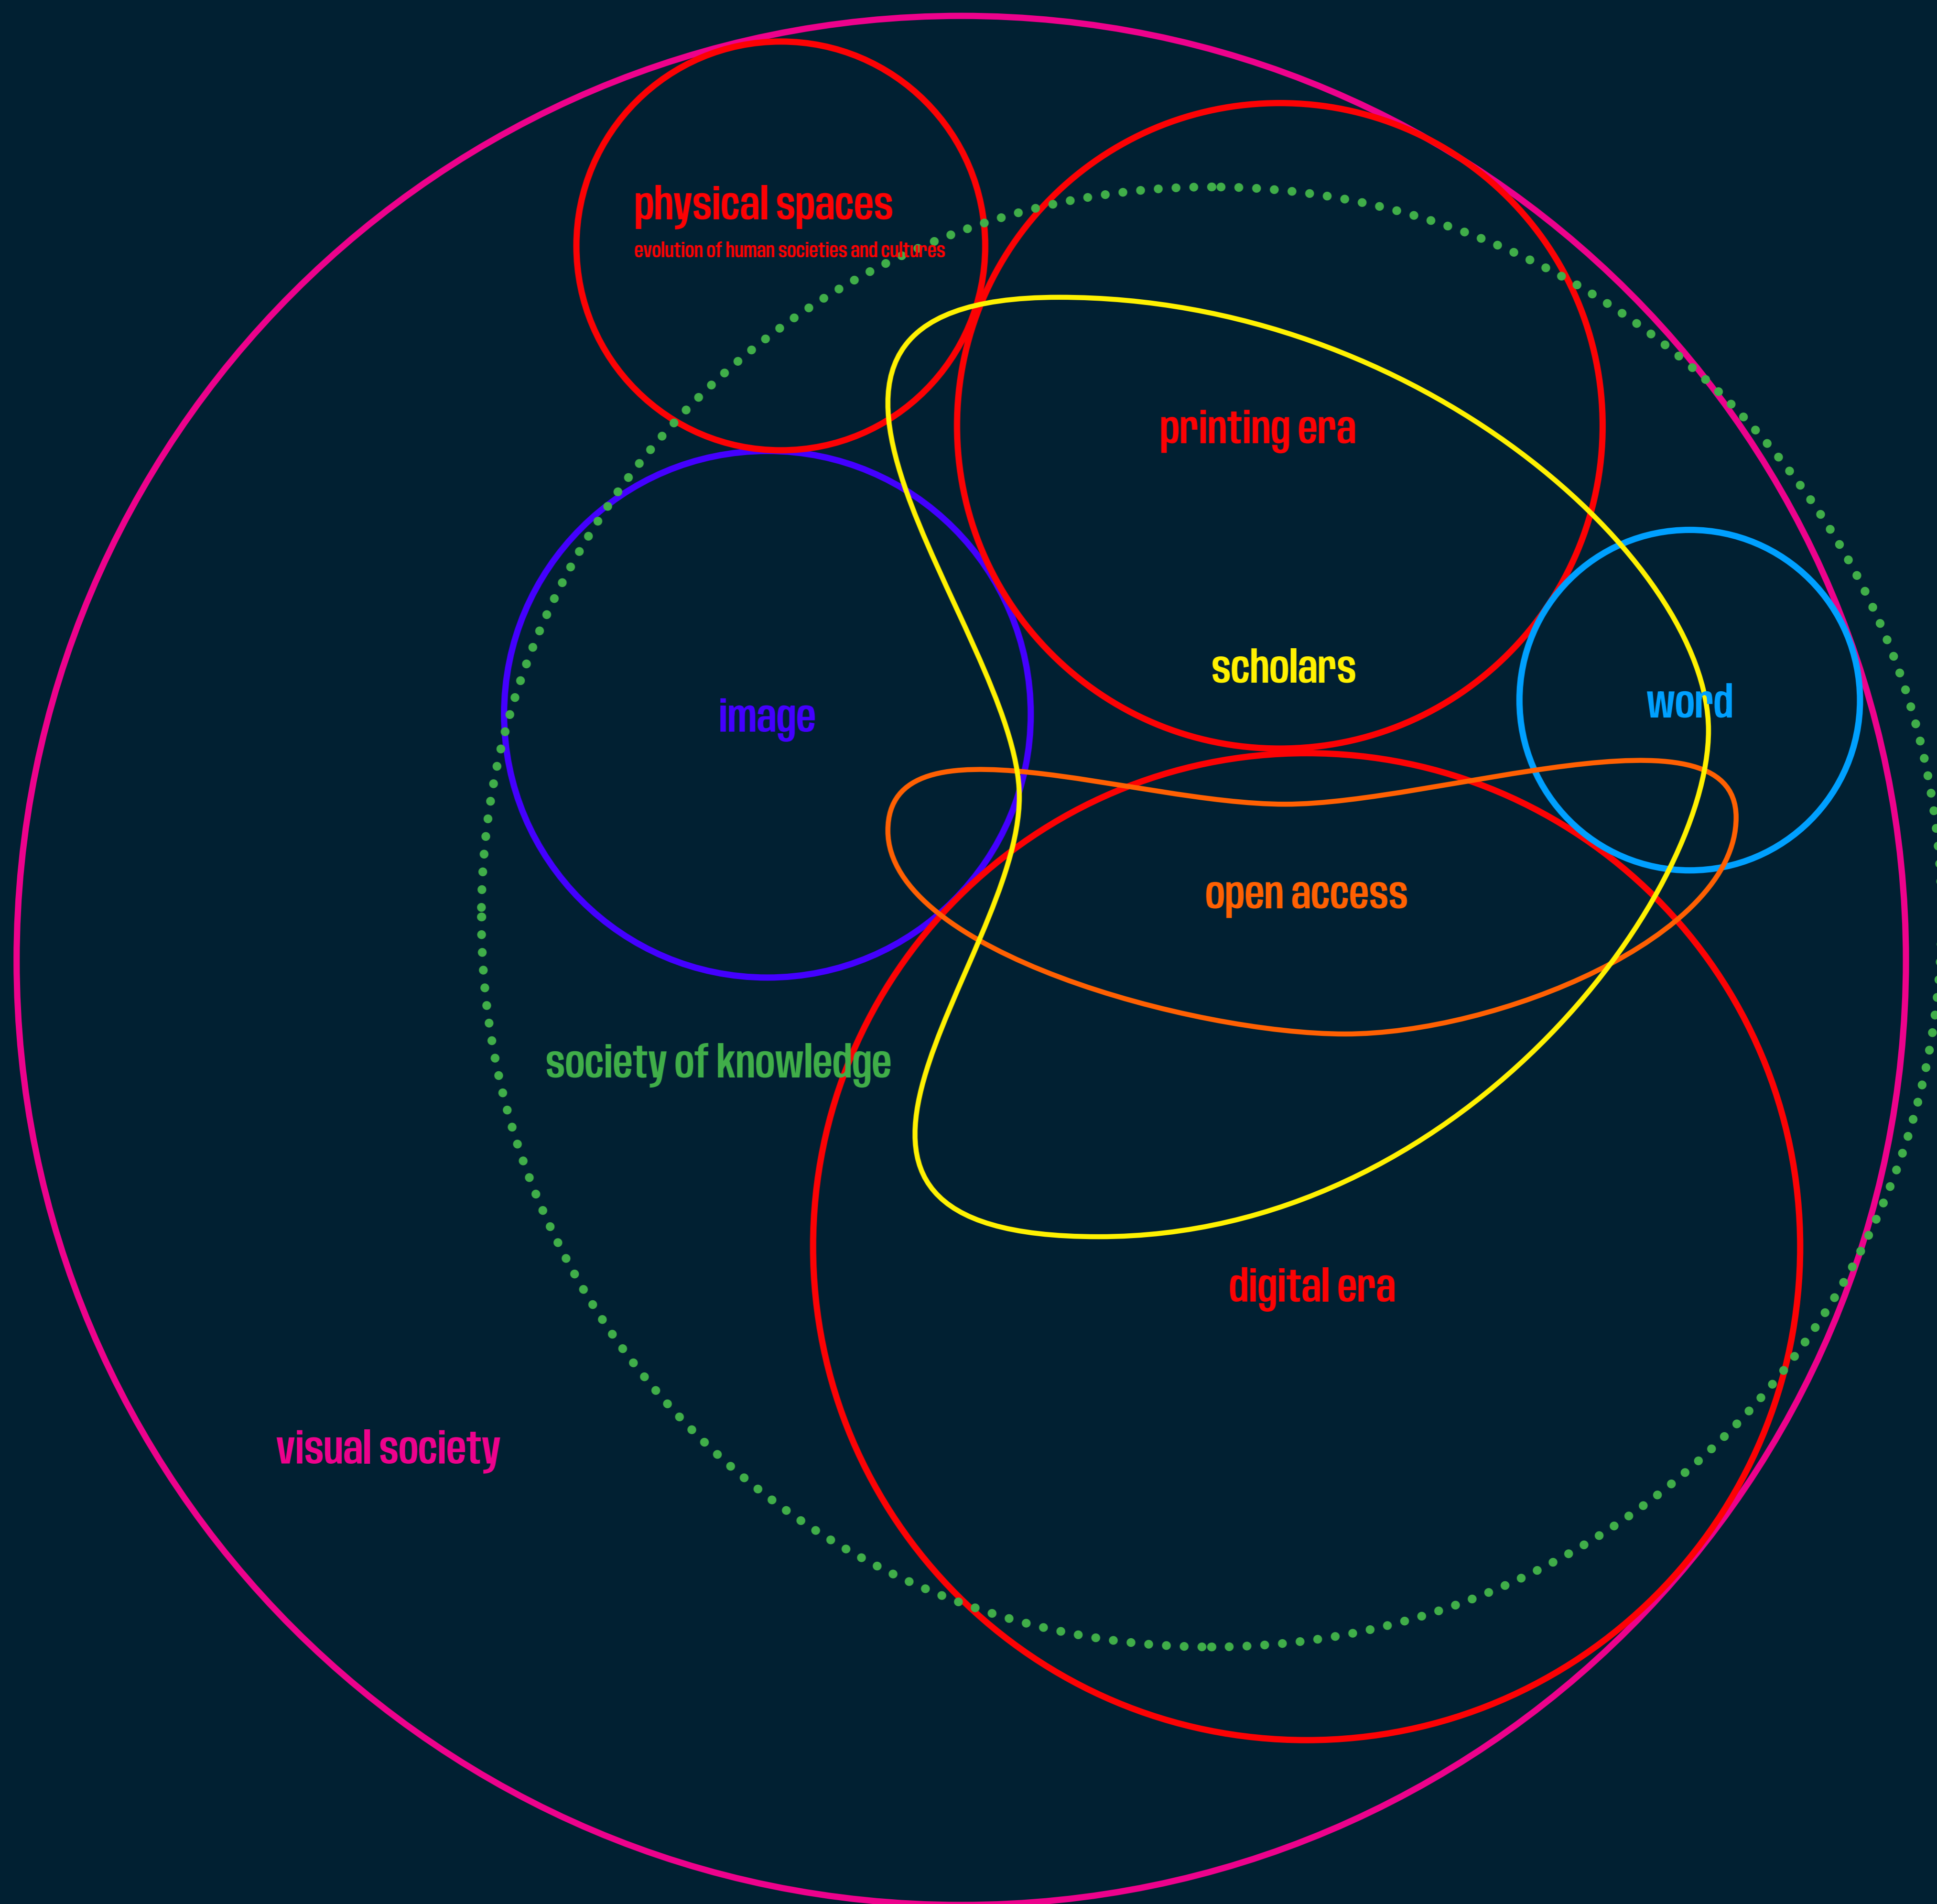 physical spaces
evolution of human societies and cultures
printing era
scholars
image
word
open access
society of knowledge
digital era
visual society